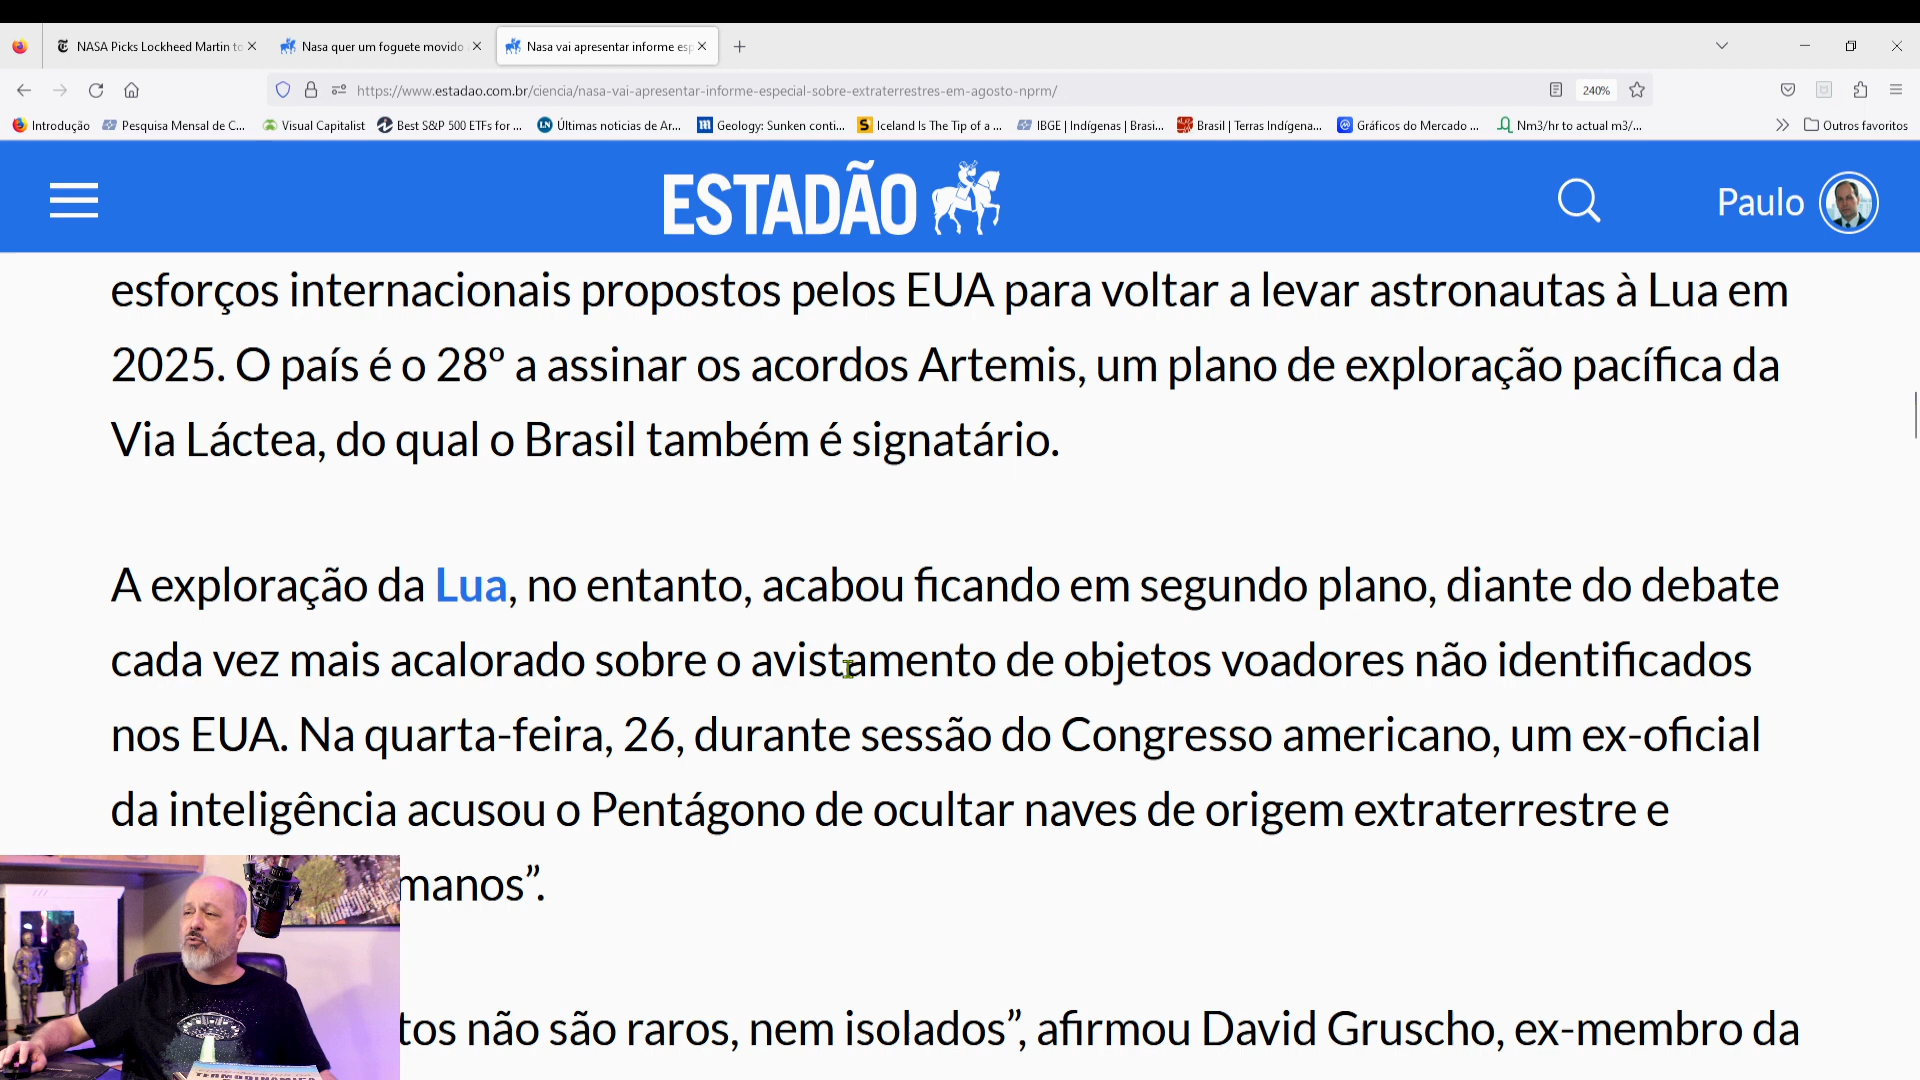 NASA Picks Lockheed Martin to
Nasa quer um foguete movido
Nasa vai apresentar informe esp
https://www.estadao.com.br/ciencia/nasa-vai-apresentar-informe-especial-sobre-extraterrestres-em-agosto-nprm/
240%
Introdução
Pesquisa Mensal de C...
Visual Capitalist
Best S&P 500 ETFs for ...
Últimas noticias de Ar...
Geology: Sunken conti...
Iceland Is The Tip of a ...
IBGE | Indígenas | Brasi...
Brasil | Terras Indígena...
Gráficos do Mercado ...
Nm3/hr to actual m3/...
Outros favoritos
ESTADÃO
Paulo
esforços internacionais propostos pelos EUA para voltar a levar astronautas à Lua em
2025. O país é o 28º a assinar os acordos Artemis, um plano de exploração pacífica da
Via Láctea, do qual o Brasil também é signatário.
A exploração da Lua, no entanto, acabou ficando em segundo plano, diante do debate
cada vez mais acalorado sobre o avistamento de objetos voadores não identificados
nos EUA. Na quarta-feira, 26, durante sessão do Congresso americano, um ex-oficial
da inteligência acusou o Pentágono de ocultar naves de origem extraterrestre e
manos”.
tos não são raros, nem isolados”, afirmou David Gruscho, ex-membro da
TERMODINÂMICA